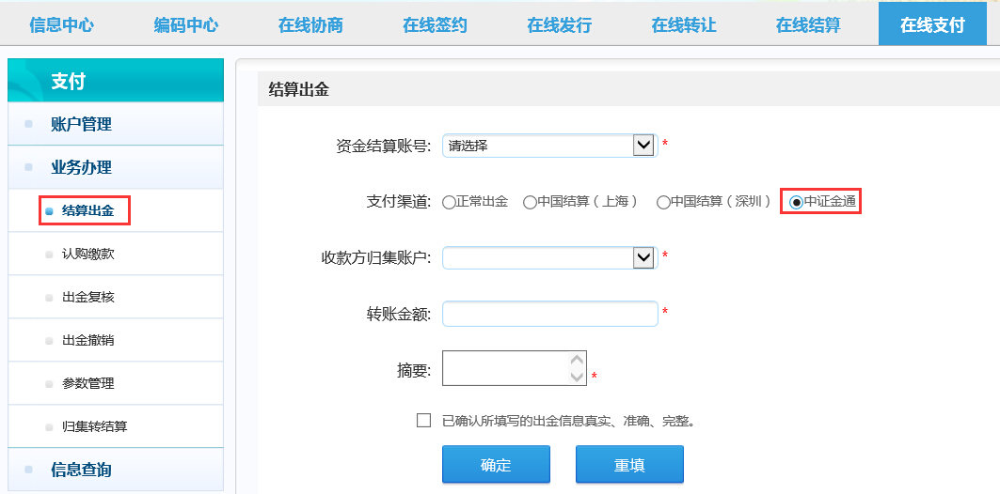 信息中心 编码中心 在线协商 在线签约 在线发行 在线转让 在线结算 在线支付
支付
账户管理
业务办理
结算出金
认购缴款
出金复核
出金撤销
参数管理
归集转结算
信息查询
结算出金
资金结算账号: 请选择 *
支付渠道: 正常出金 中国结算（上海） 中国结算（深圳） 中证金通
收款方归集账户: *
转账金额: *
摘要: *
已确认所填写的出金信息真实、准确、完整。
确定 重填